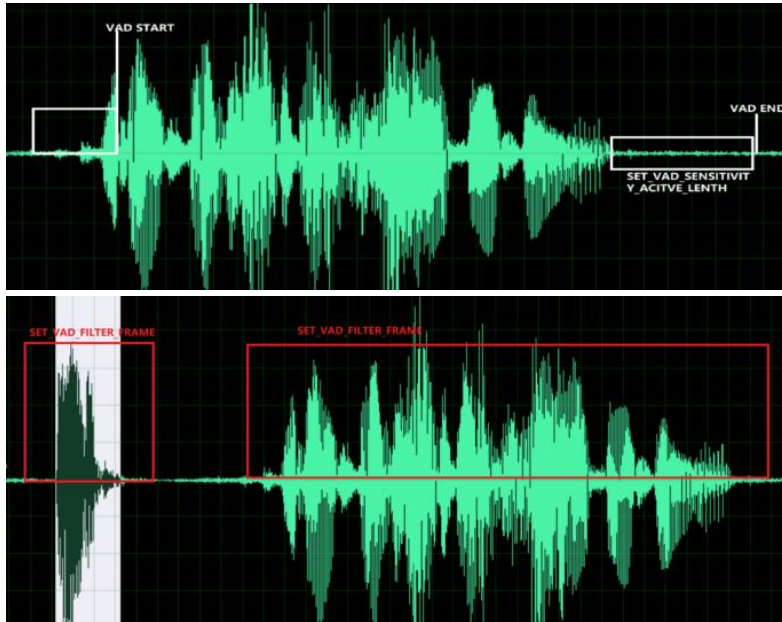 VAD START
VAD END
SET_VAD_SENSITIVIT
Y_ACITVE_LENTH
SET_VAD_FILTER_FRAME
SET_VAD_FILTER_FRAME